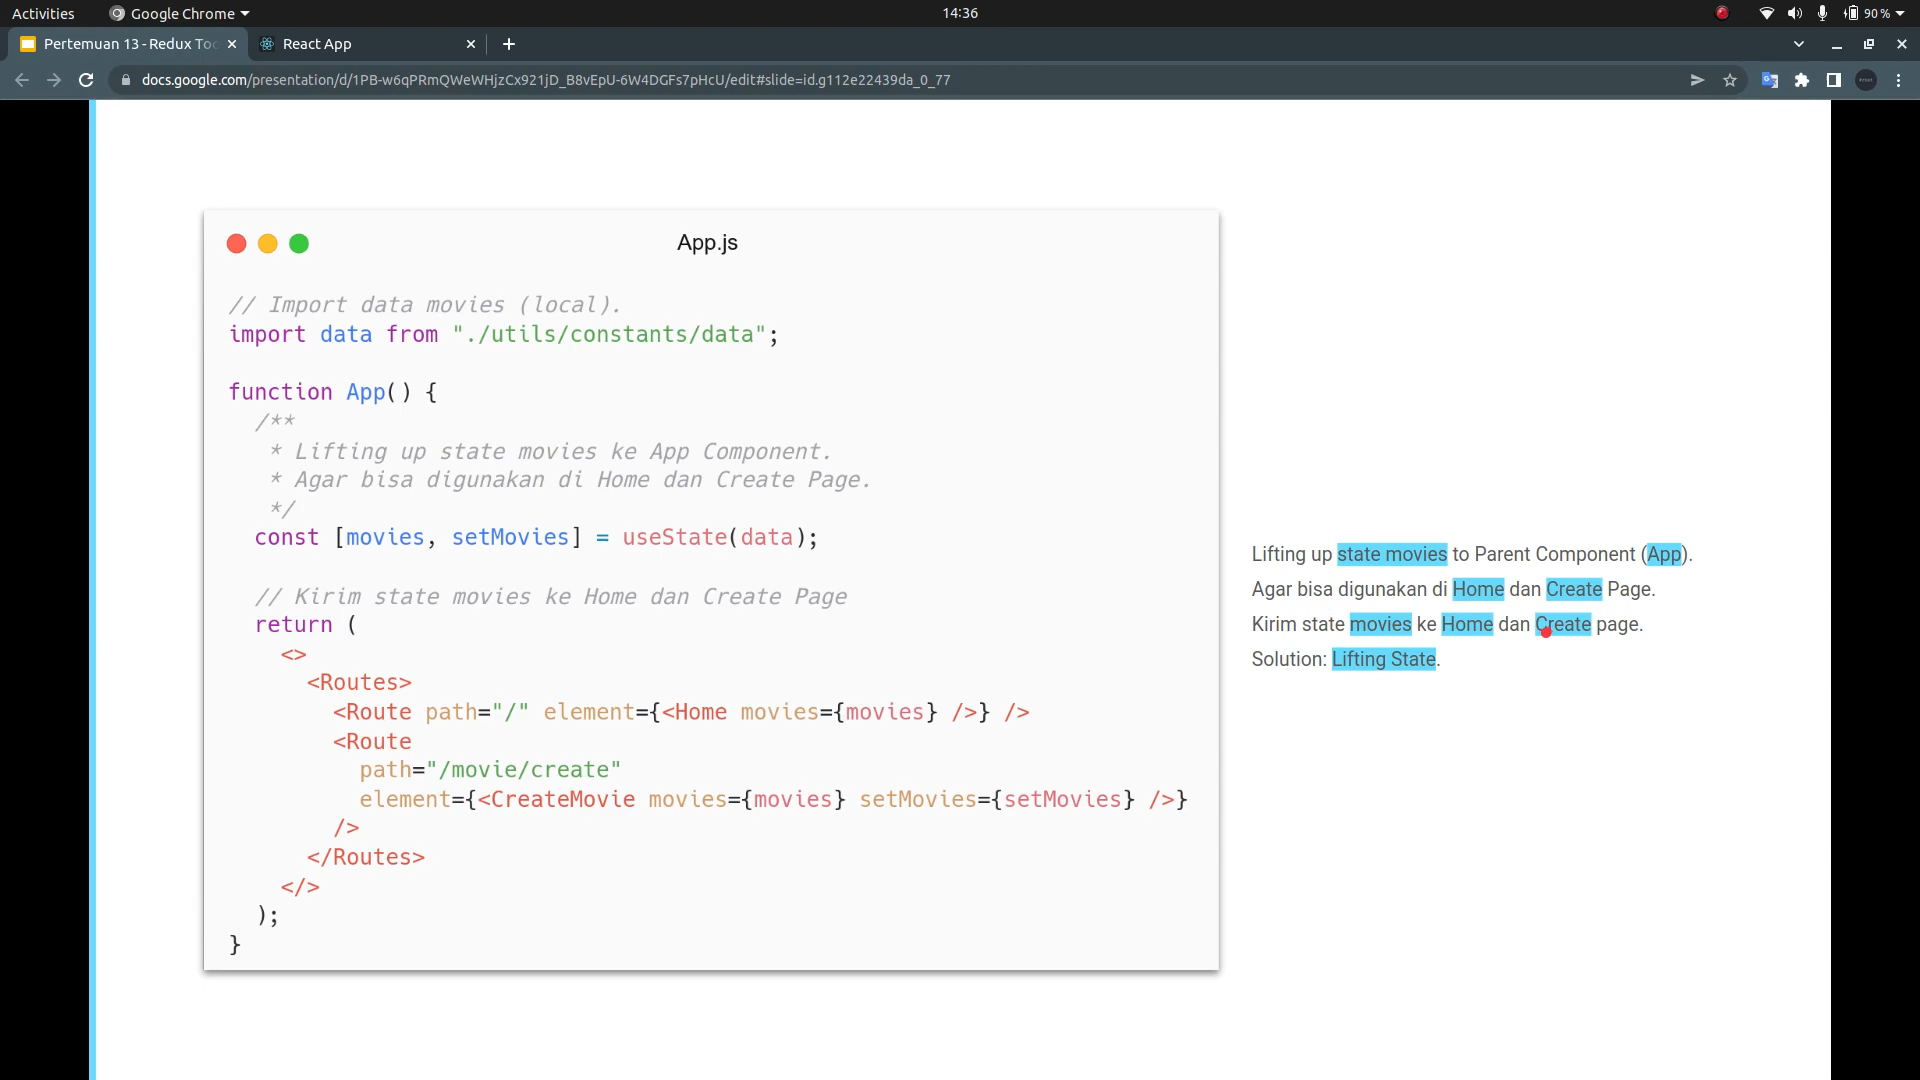 Activities
Google Chrome
14:36
90 %
Pertemuan 13 - Redux Too
React App
docs.google.com/presentation/d/1PB-w6qPRmQWeWHjzCx921jD_B8vEpU-6W4DGFs7pHcU/edit#slide=id.g112e22439da_0_77
App.js
// Import data movies (local).
import data from "./utils/constants/data";
function App() {
/**
* Lifting up state movies ke App Component.
* Agar bisa digunakan di Home dan Create Page.
*/
const [movies, setMovies] = useState(data);
// Kirim state movies ke Home dan Create Page
return (
<>
<Routes>
<Route path="/" element={<Home movies={movies} />} />
<Route
path="/movie/create"
element={<CreateMovie movies={movies} setMovies={setMovies} />}
/>
</Routes>
</>
);
}
Lifting up state movies to Parent Component (App).
Agar bisa digunakan di Home dan Create Page.
Kirim state movies ke Home dan Create page.
Solution: Lifting State.